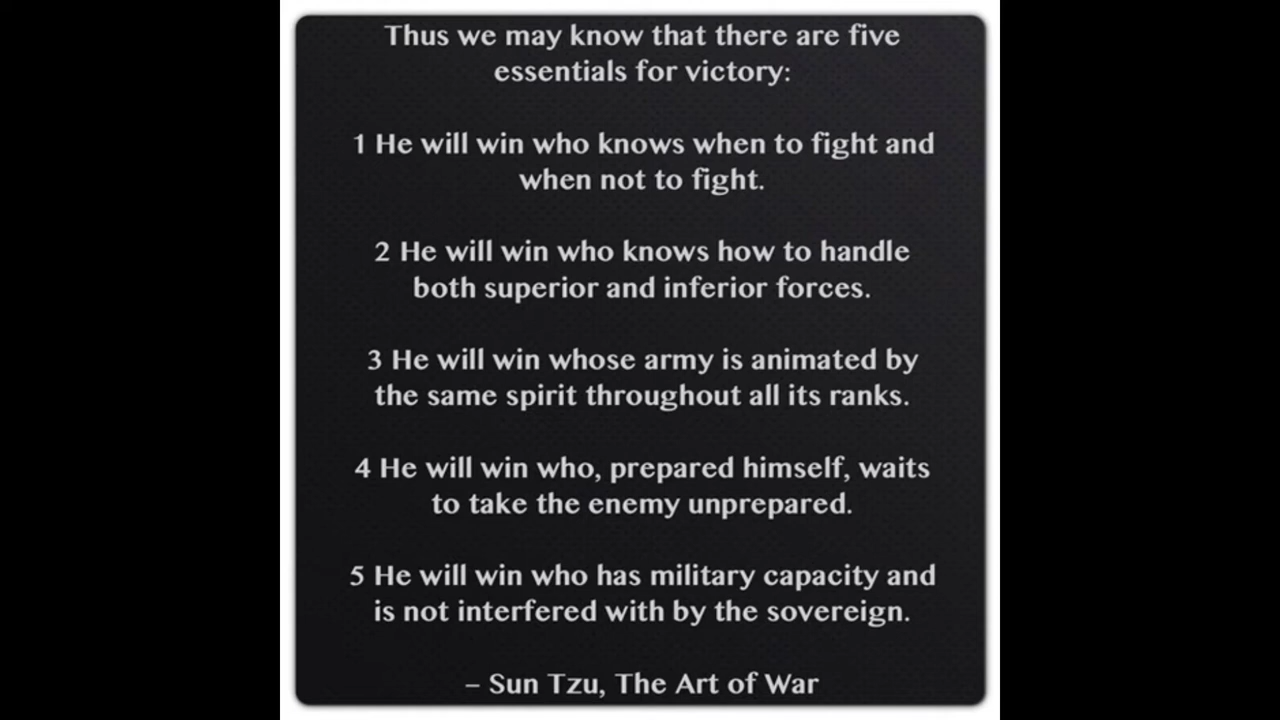 Thus we may know that there are five
essentials for victory:
1 He will win who knows when to fight and
when not to fight.
2 He will win who knows how to handle
both superior and inferior forces.
3 He will win whose army is animated by
the same spirit throughout all its ranks.
4 He will win who, prepared himself, waits
to take the enemy unprepared.
5 He will win who has military capacity and
is not interfered with by the sovereign.
– Sun Tzu, The Art of War